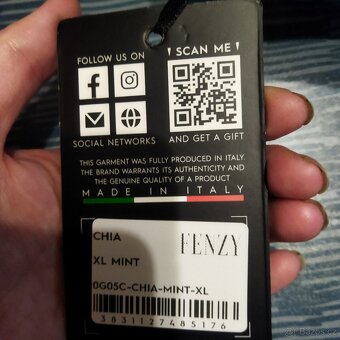 FOLLOW US ON
! SCAN ME !
SOCIAL NETWORKS
AND GET A GIFT
THIS GARMENT WAS FULLY PRODUCED IN ITALY.
THE BRAND WARRANTS ITS AUTHENTICITY AND
THE GENUINE QUALITY OF A PRODUCT
MADE IN ITALY
CHIA
FENZY
XL MINT
0G05C-CHIA-MINT-XL
3831127485176